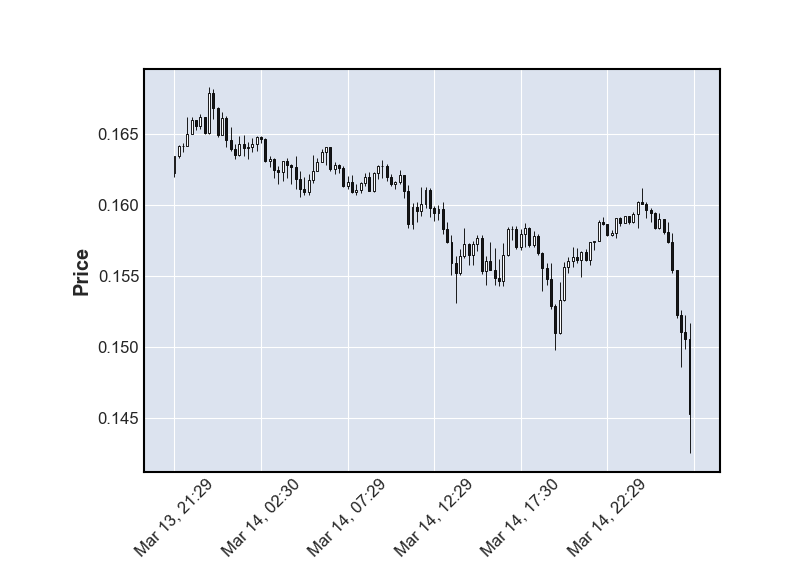 0.165
0.160
0.155
0.150
0.145
Price
Mar 13, 21:29
Mar 14, 02:30
Mar 14, 07:29
Mar 14, 12:29
Mar 14, 17:30
Mar 14, 22:29